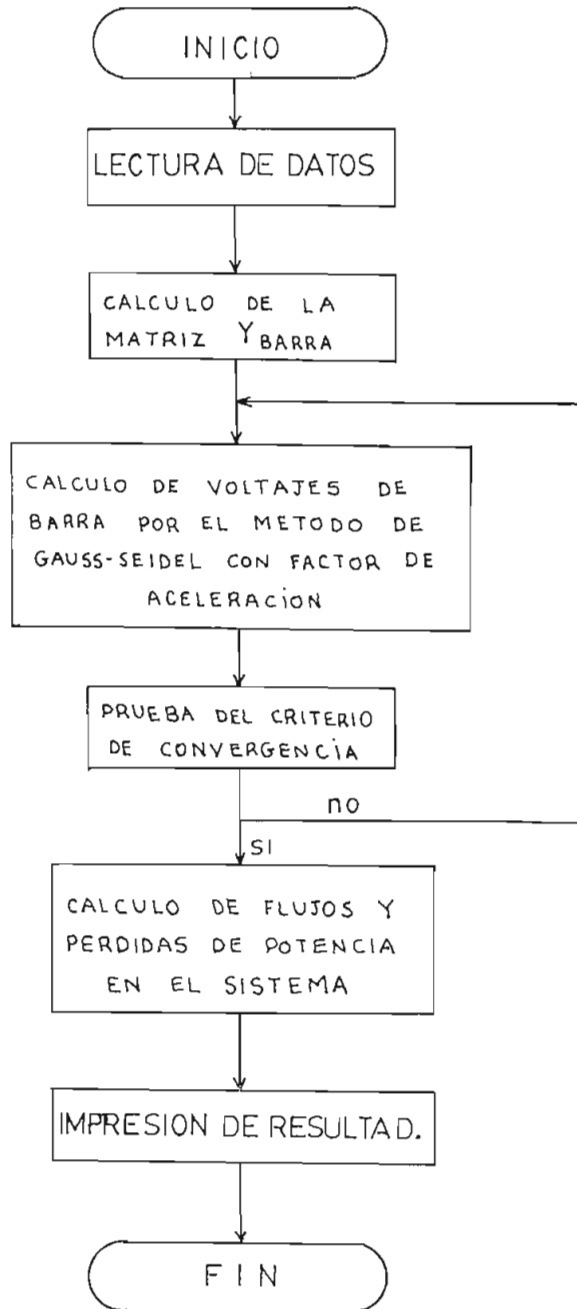 INICIO
LECTURA DE DATOS
CALCULO DE LA
MATRIZ Y BARRA
CALCULO DE VOLTAJES DE
BARRA POR EL METODO DE
GAUSS-SEIDEL CON FACTOR DE
ACELERACION
PRUEBA DEL CRITERIO
DE CONVERGENCIA
NO
SI
CALCULO DE FLUJOS Y
PERDIDAS DE POTENCIA
EN EL SISTEMA
IMPRESION DE RESULTAD.
FIN